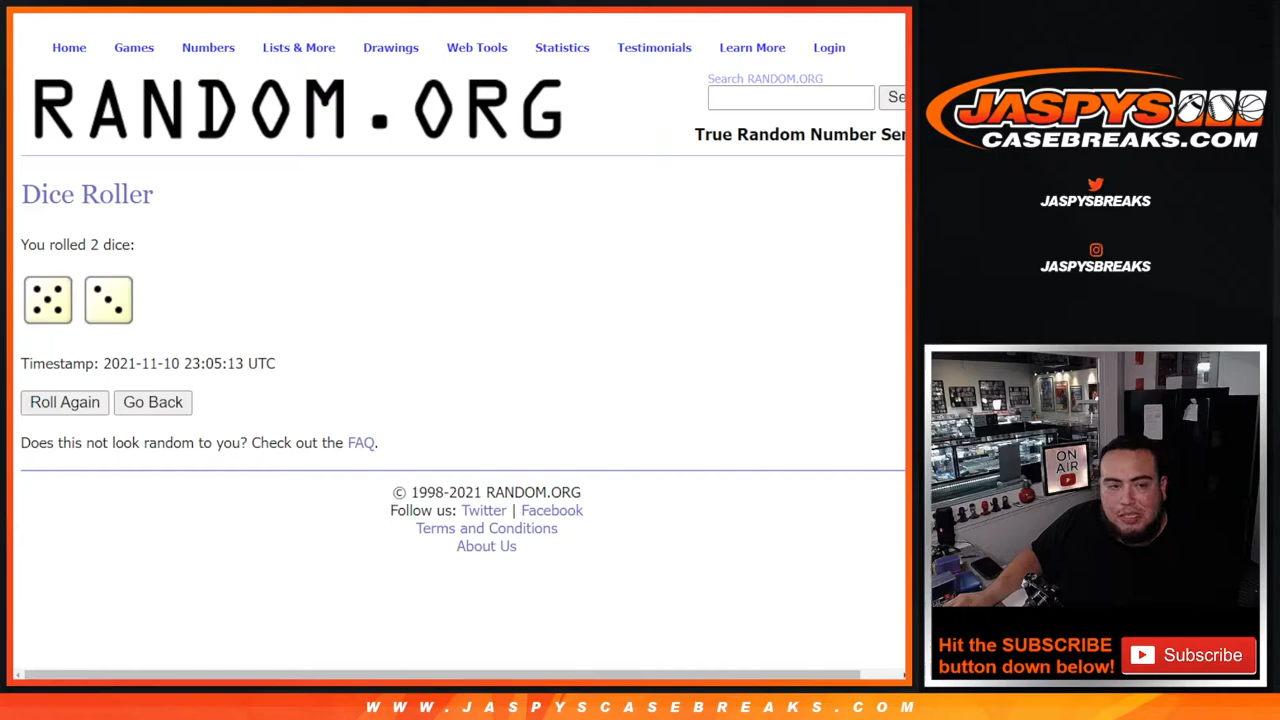 Home Games Numbers Lists & More Drawings Web Tools Statistics Testimonials Learn More Login
RANDOM.ORG
Search RANDOM.ORG
Se
True Random Number Ser
Dice Roller
You rolled 2 dice:
Timestamp: 2021-11-10 23:05:13 UTC
Roll Again Go Back
Does this not look random to you? Check out the FAQ.
© 1998-2021 RANDOM.ORG
Follow us: Twitter | Facebook
Terms and Conditions
About Us
JASPYS
CASEBREAKS.COM
JASPYSBREAKS
JASPYSBREAKS
ON
AIR
Hit the SUBSCRIBE
button down below!
Subscribe
WWW.JASPYSCASEBREAKS.COM